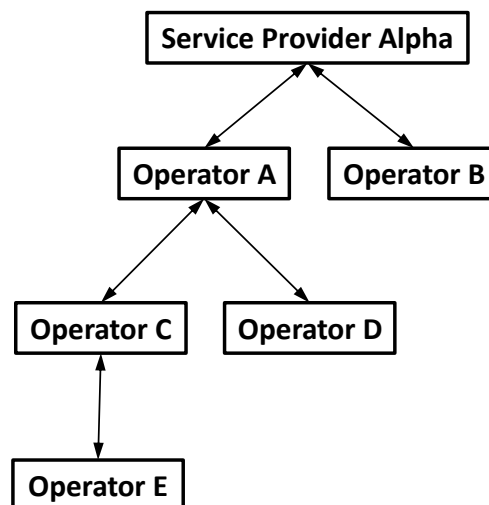 Service Provider Alpha
Operator A
Operator B
Operator C
Operator D
Operator E